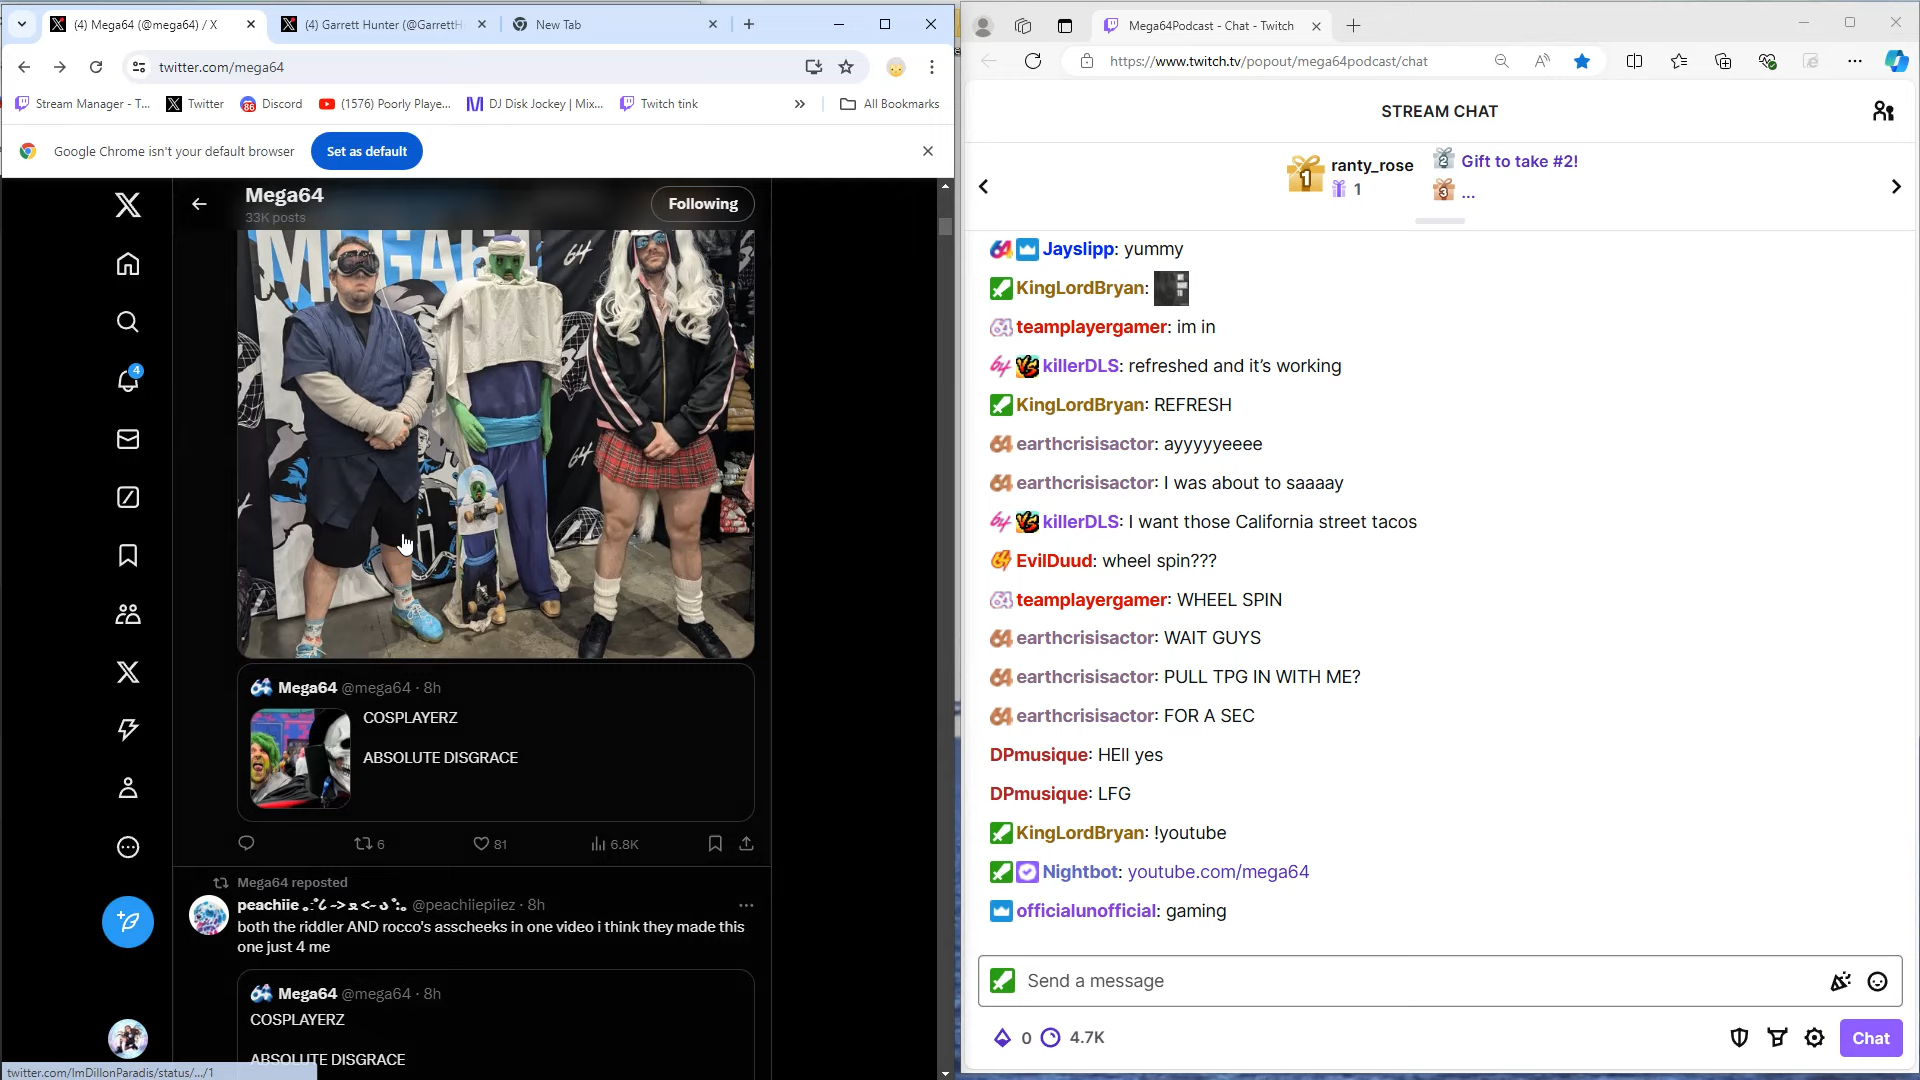 (4) Mega64 (@mega64) / X
(4) Garrett Hunter (@GarrettH
New Tab
twitter.com/mega64
Stream Manager - T...
Twitter
Discord
(1576) Poorly Playe...
DJ Disk Jockey | Mix...
Twitch tink
All Bookmarks
Google Chrome isn't your default browser
Set as default
Mega64
33K posts
Following
4
64
64
Mega64 @mega64 · 8h
COSPLAYERZ
ABSOLUTE DISGRACE
6
81
6.8K
Mega64 reposted
@peachiiepiiez · 8h
both the riddler AND rocco's asscheeks in one video i think they made this
one just 4 me
Mega64 @mega64 · 8h
COSPLAYERZ
ABSOLUTE DISGRACE
twitter.com/ImDillonParadis/status/.../1
Mega64Podcast - Chat - Twitch
https://www.twitch.tv/popout/mega64podcast/chat
STREAM CHAT
1 ranty_rose
1
2 Gift to take #2!
3 ...
Jayslipp: yummy
KingLordBryan:
teamplayergamer: im in
killerDLS: refreshed and it's working
KingLordBryan: REFRESH
earthcrisisactor: ayyyyyeeee
earthcrisisactor: I was about to saaaay
killerDLS: I want those California street tacos
EvilDuud: wheel spin???
teamplayergamer: WHEEL SPIN
earthcrisisactor: WAIT GUYS
earthcrisisactor: PULL TPG IN WITH ME?
earthcrisisactor: FOR A SEC
DPmusique: HEll yes
DPmusique: LFG
KingLordBryan: !youtube
Nightbot: youtube.com/mega64
officialunofficial: gaming
Send a message
0
4.7K
Chat